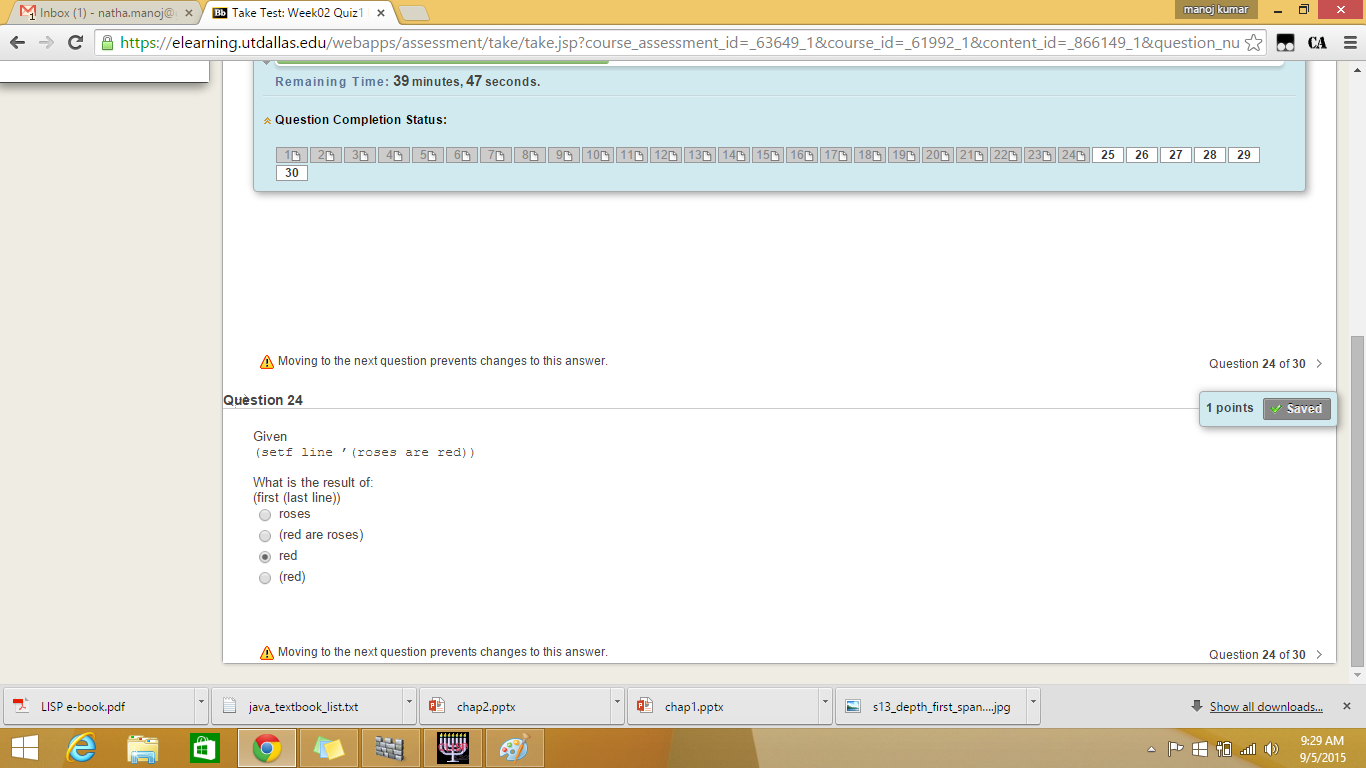 Inbox (1) - natha.manoj@
Take Test: Week02 Quiz1
manoj kumar
https://elearning.utdallas.edu/webapps/assessment/take/take.jsp?course_assessment_id=_63649_1&course_id=_61992_1&content_id=_866149_1&question_nu
CA
Remaining Time: 39 minutes, 47 seconds.
Question Completion Status:
1 2 3 4 5 6 7 8 9 10 11 12 13 14 15 16 17 18 19 20 21 22 23 24 25 26 27 28 29
30
Moving to the next question prevents changes to this answer.
Question 24 of 30
Question 24
1 points
Saved
Given
(setf line ’(roses are red))
What is the result of:
(first (last line))
roses
(red are roses)
red
(red)
Moving to the next question prevents changes to this answer.
Question 24 of 30
LISP e-book.pdf
java_textbook_list.txt
chap2.pptx
chap1.pptx
s13_depth_first_span....jpg
Show all downloads...
9:29 AM
9/5/2015